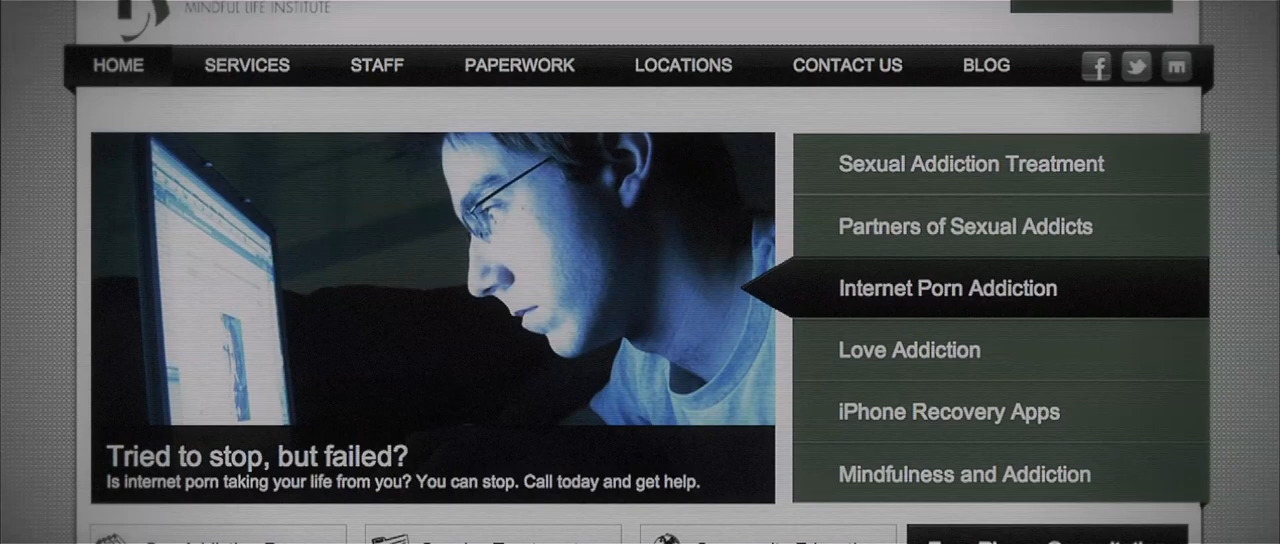 MINDFUL LIFE INSTITUTE
HOME SERVICES STAFF PAPERWORK LOCATIONS CONTACT US BLOG
Sexual Addiction Treatment
Partners of Sexual Addicts
Internet Porn Addiction
Love Addiction
iPhone Recovery Apps
Mindfulness and Addiction
Tried to stop, but failed?
Is internet porn taking your life from you? You can stop. Call today and get help.